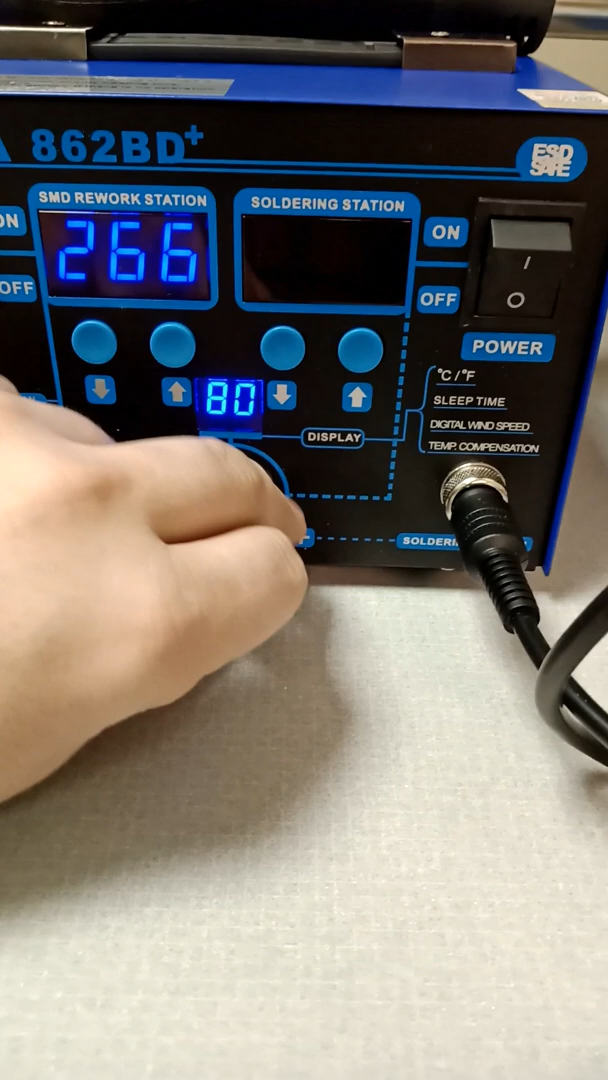 862BD+
ESD
SAFE
SMD REWORK STATION
SOLDERING STATION
ON
266
ON
OFF
OFF
POWER
80
°C / °F
SLEEP TIME
DISPLAY
DIGITAL WIND SPEED
TEMP. COMPENSATION